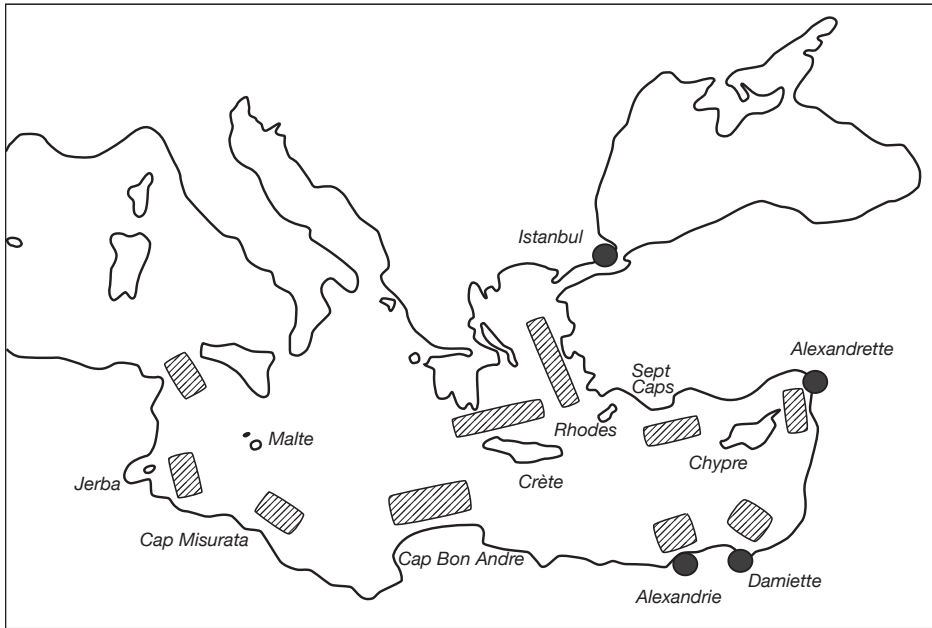 Istanbul
Alexandrette
Sept
Caps
Rhodes
Malte
Chypre
Crète
Jerba
Cap Misurata
Cap Bon Andre
Damiette
Alexandrie